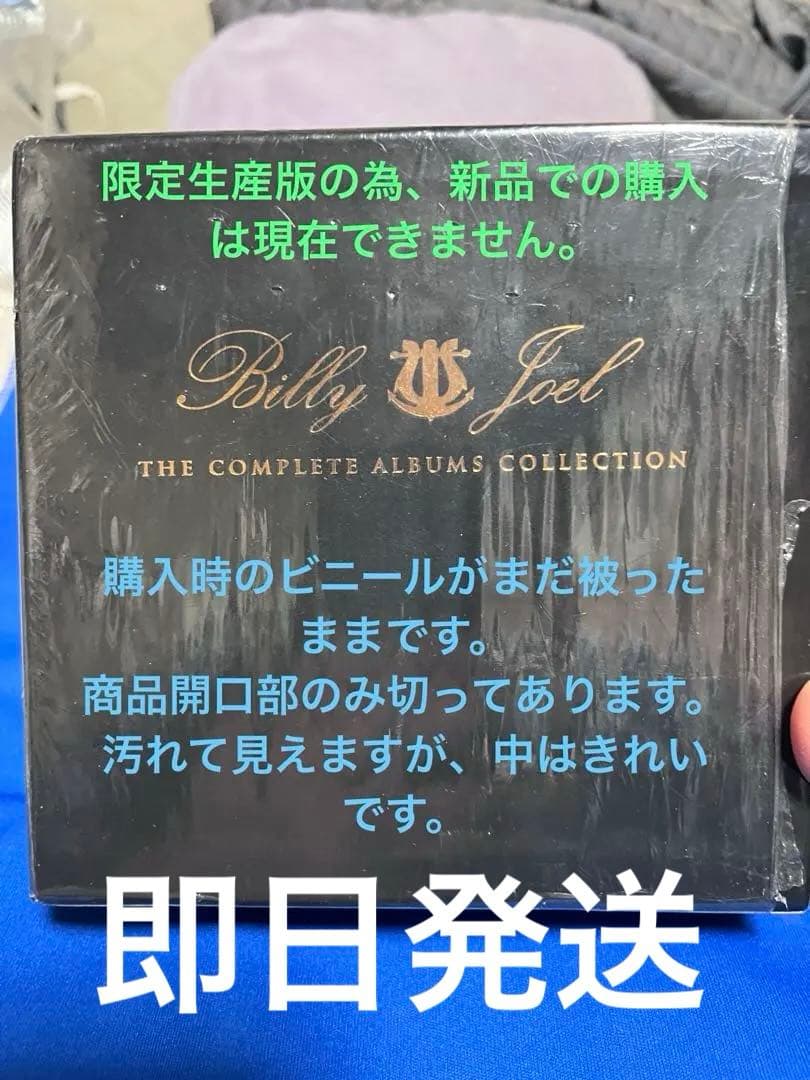 限定生産版の為、新品での購入
は現在できません。
Billy Joel
THE COMPLETE ALBUMS COLLECTION
購入時のビニールがまだ被った
ままです。
商品開口部のみ切ってあります。
汚れて見えますが、中はきれい
です。
即日発送